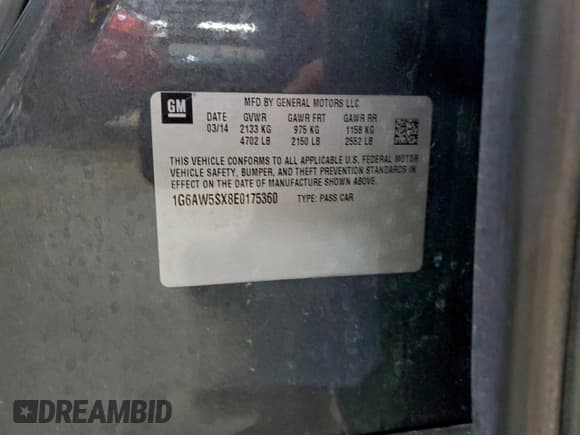 GM
MFD BY GENERAL MOTORS LLC
DATE GVWR GAWR FRT GAWR RR
03/14 2133 KG 975 KG 1158 KG
4702 LB 2150 LB 2552 LB
THIS VEHICLE CONFORMS TO ALL APPLICABLE U.S. FEDERAL MOTOR
VEHICLE SAFETY, BUMPER, AND THEFT PREVENTION STANDARDS IN
EFFECT ON THE DATE OF MANUFACTURE SHOWN ABOVE.
1G6AW5SX8E0175360 TYPE: PASS CAR
DREAMBID